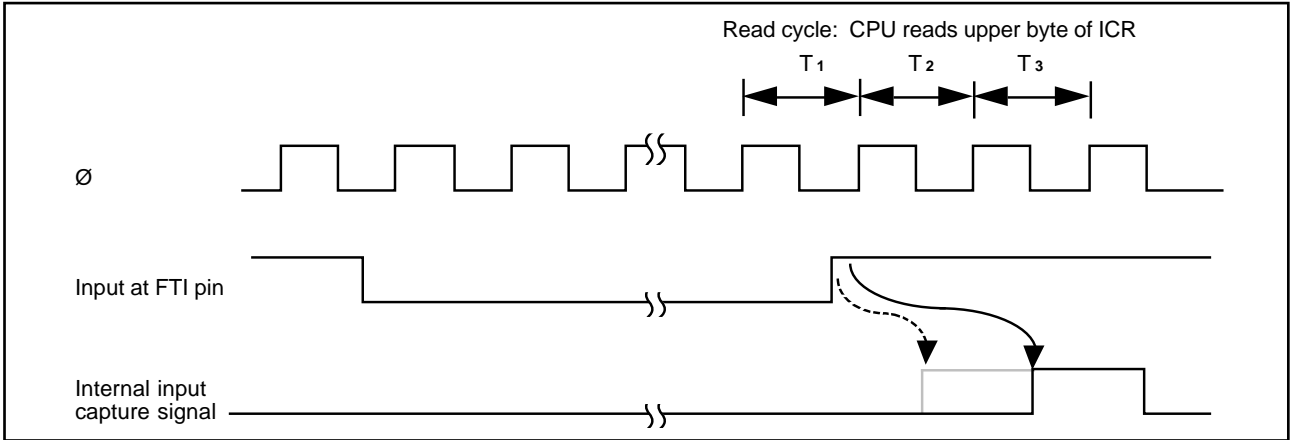 Read cycle: CPU reads upper byte of ICR
T1 T2 T3
Ø
Input at FTI pin
Internal input
capture signal